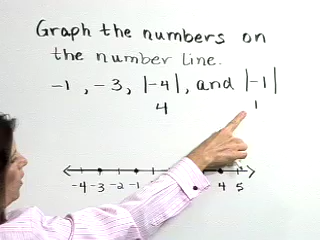 Graph the numbers on
the number line.
-1, -3, |-4|, and |-1|
4 1
-4 -3 -2 -1 4 5